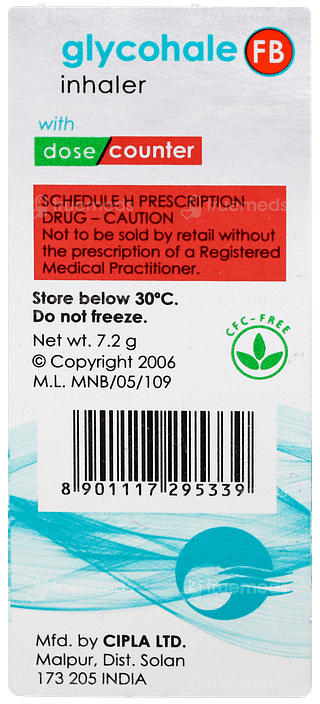 glycohale FB
inhaler
with
dose/counter
SCHEDULE H PRESCRIPTION
DRUG – CAUTION
Not to be sold by retail without
the prescription of a Registered
Medical Practitioner.
Store below 30°C.
Do not freeze.
CFC-FREE
Net wt. 7.2 g
© Copyright 2006
M.L. MNB/05/109
8 901117 295339
Mfd. by CIPLA LTD.
Malpur, Dist. Solan
173 205 INDIA